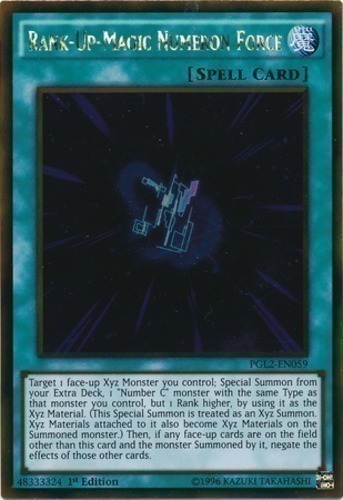 Rank-Up-Magic Numeron Force
[Spell Card]
PGL2-EN059
Target 1 face-up Xyz Monster you control; Special Summon from
your Extra Deck, 1 "Number C" monster with the same Type as
that monster you control, but 1 Rank higher, by using it as the
Xyz Material. (This Special Summon is treated as an Xyz Summon.
Xyz Materials attached to it also become Xyz Materials on the
Summoned monster.) Then, if any face-up cards are on the field
other than this card and the monster Summoned by it, negate the
effects of those other cards.
48333324 1st Edition ©1996 KAZUKI TAKAHASHI